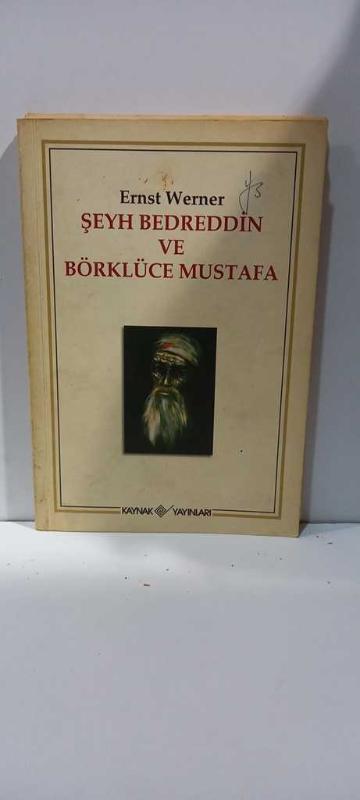 Ernst Werner
ŞEYH BEDREDDİN
VE
BÖRKLÜCE MUSTAFA
KAYNAK YAYINLARI